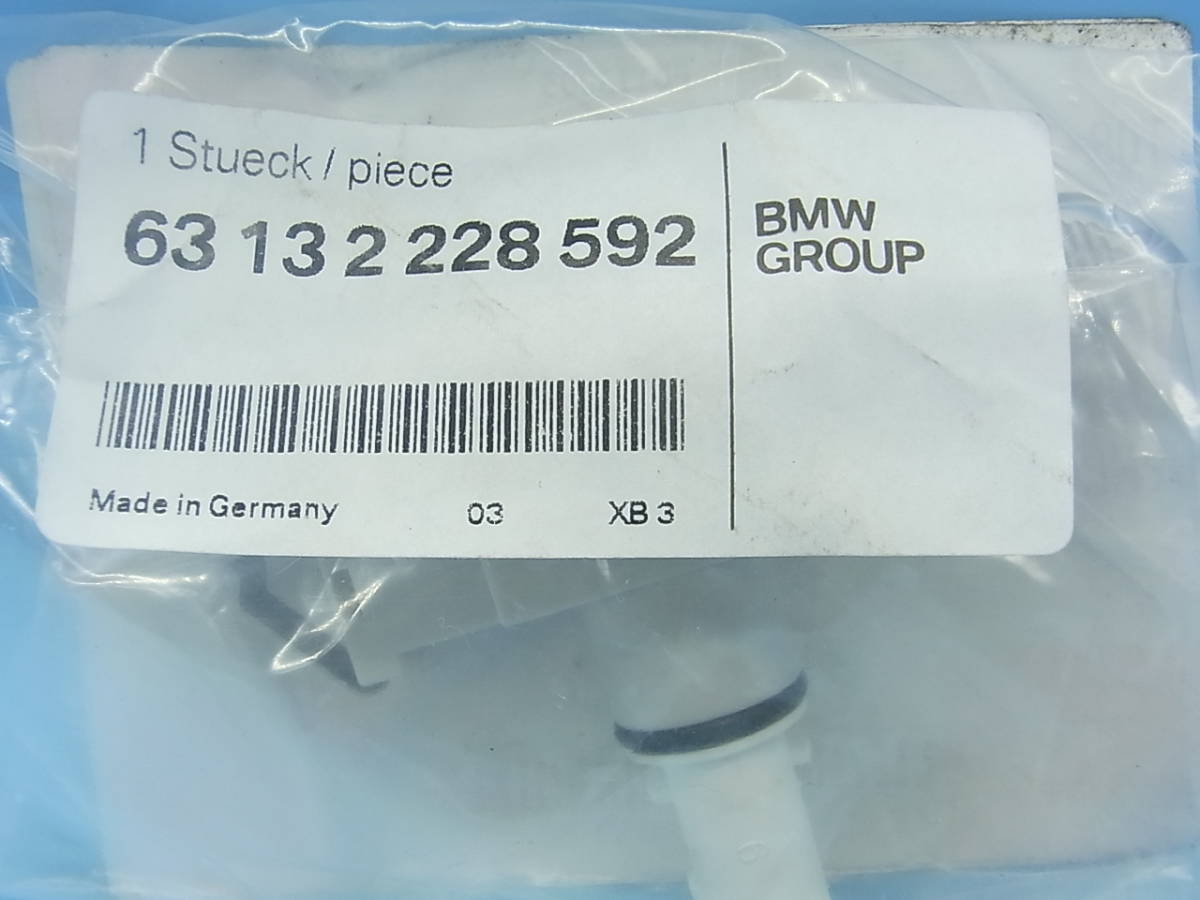 1 Stueck / piece
63 13 2 228 592
BMW
GROUP
Made in Germany 03 XB 3